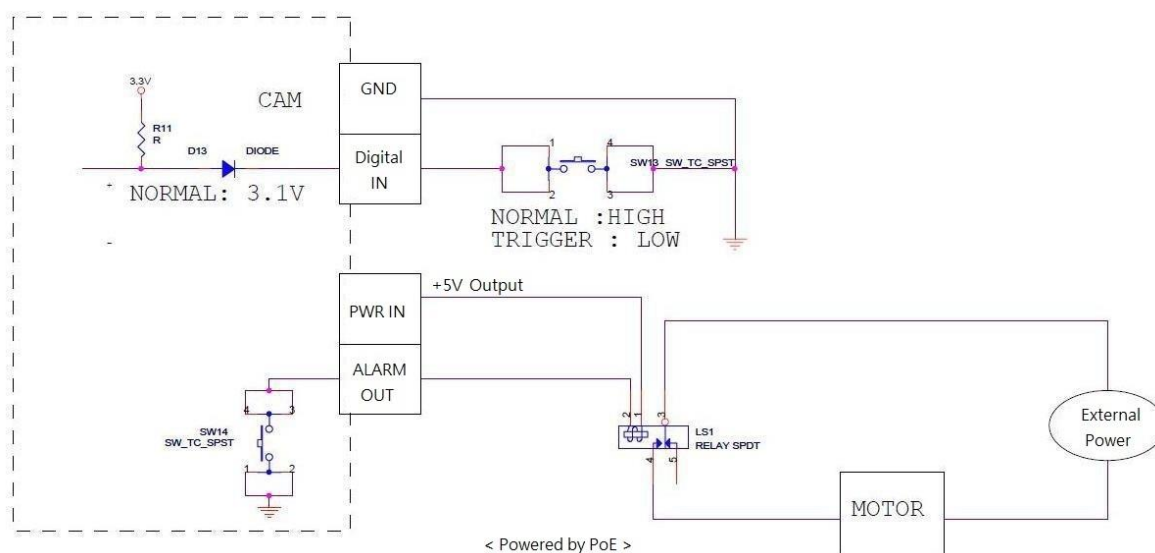 3.3V
CAM
GND
R11
R
D13
DIODE
Digital
IN
1
4
SW13 SW_TC_SPST
+
NORMAL: 3.1V
2
3
NORMAL :HIGH
TRIGGER : LOW
-
+5V Output
PWR IN
ALARM
OUT
4
3
2
1
3
SW14
SW_TC_SPST
LS1
RELAY SPDT
External
Power
1
2
4
5
MOTOR
< Powered by PoE >